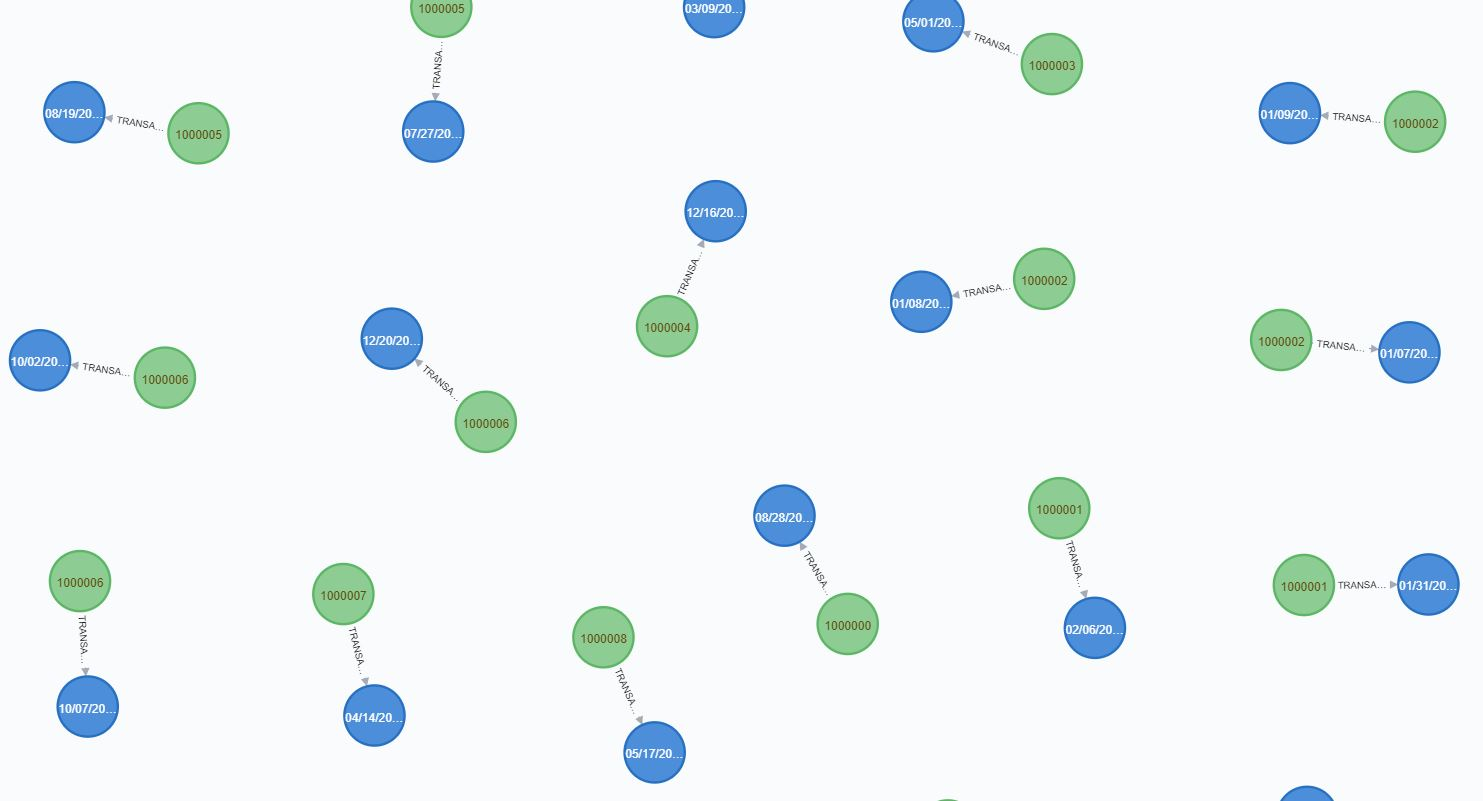 1000005
TRANSA...
07/27/20...
03/09/20...
05/01/20...
TRANSA...
1000003
08/19/20...
TRANSA...
1000005
01/09/20...
TRANSA...
1000002
12/16/20...
TRANSA...
1000004
01/08/20...
TRANSA...
1000002
10/02/20...
TRANSA...
1000006
12/20/20...
TRANSA...
1000006
1000002
TRANSA...
01/07/20...
08/28/20...
TRANSA...
1000000
1000001
TRANSA...
02/06/20...
1000006
TRANSA...
10/07/20...
1000007
TRANSA...
04/14/20...
1000008
TRANSA...
05/17/20...
1000001
TRANSA...
01/31/20...